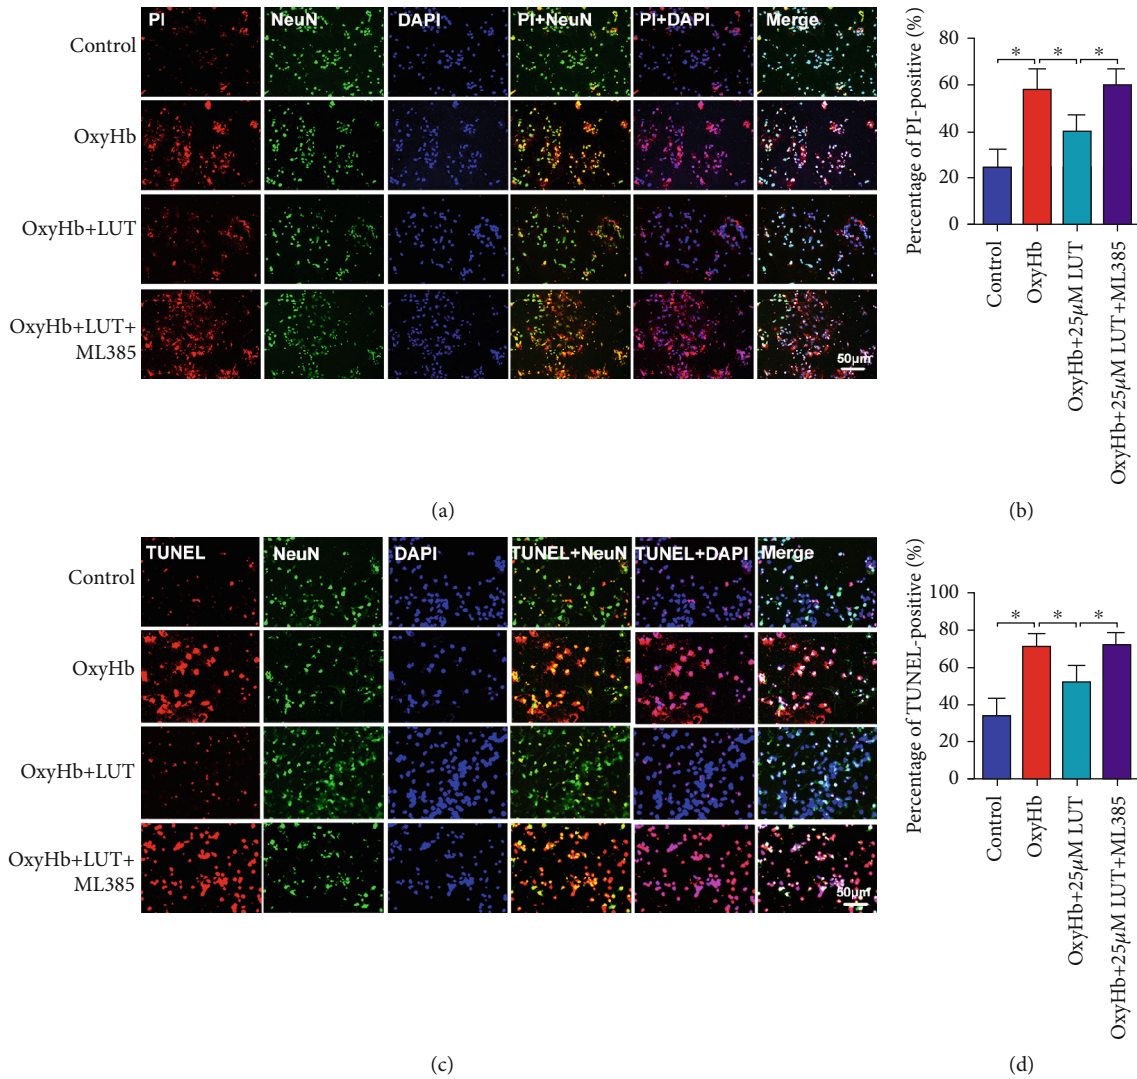 PI NeuN DAPI PI+NeuN PI+DAPI Merge
Control
OxyHb
OxyHb+LUT
OxyHb+LUT+
ML385
50μm
(a)
Percentage of PI-positive (%)
80
60
40
20
0
* * *
Control
OxyHb
OxyHb+25μM LUT
OxyHb+25μM LUT+ML385
(b)
TUNEL NeuN DAPI TUNEL+NeuN TUNEL+DAPI Merge
Control
OxyHb
OxyHb+LUT
OxyHb+LUT+
ML385
50μm
(c)
Percentage of TUNEL-positive (%)
100
80
60
40
20
0
* * *
Control
OxyHb
OxyHb+25μM LUT
OxyHb+25μM LUT+ML385
(d)